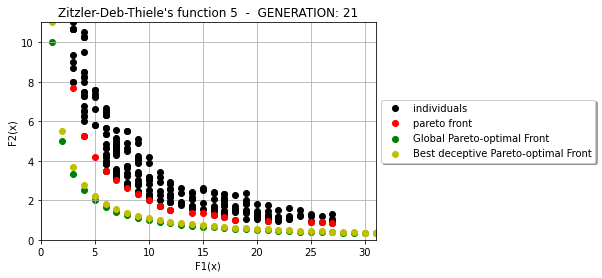 Zitzler-Deb-Thiele's function 5 - GENERATION: 21
10
8
6
4
2
0
F2(x)
0 5 10 15 20 25 30
F1(x)
individuals
pareto front
Global Pareto-optimal Front
Best deceptive Pareto-optimal Front